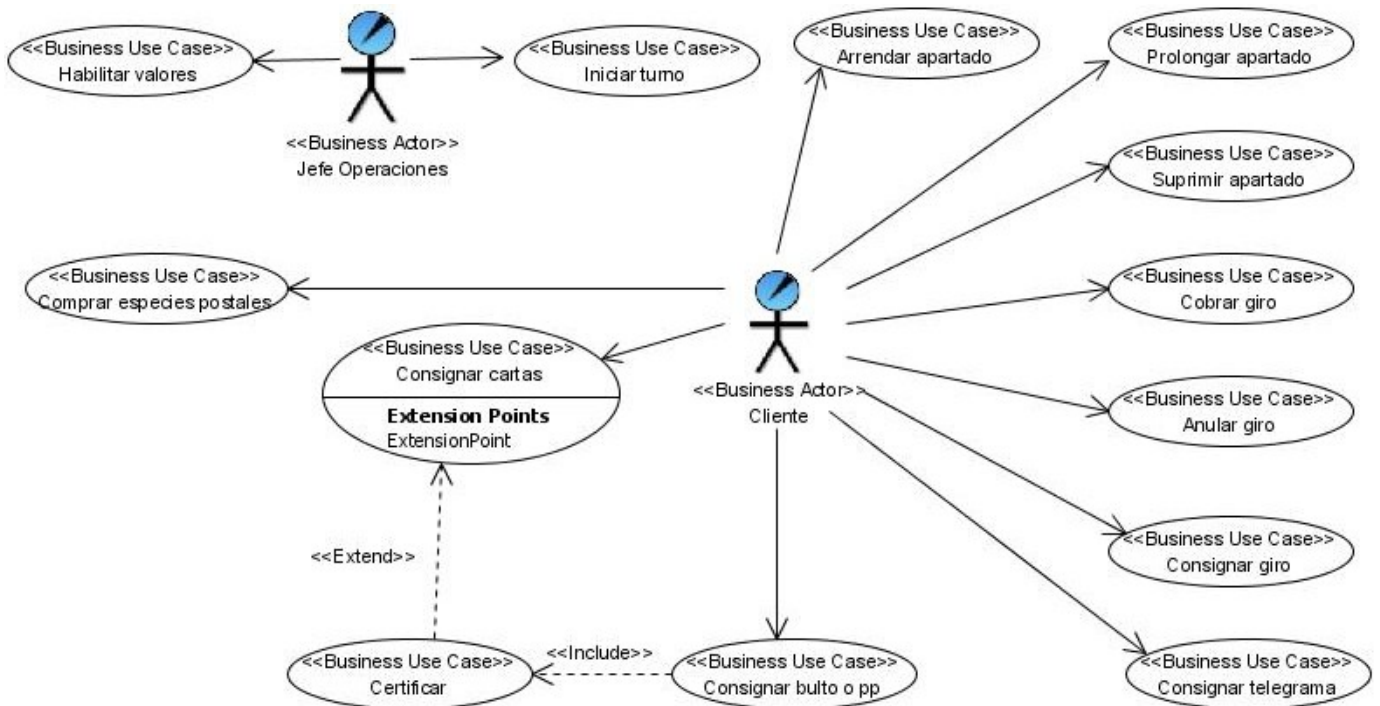 <<Business Use Case>>
Habilitar valores
<<Business Actor>>
Jefe Operaciones
<<Business Use Case>>
Iniciar turno
<<Business Use Case>>
Arrendar apartado
<<Business Use Case>>
Prolongar apartado
<<Business Use Case>>
Suprimir apartado
<<Business Use Case>>
Comprar especies postales
<<Business Use Case>>
Cobrar giro
<<Business Use Case>>
Consignar cartas
Extension Points
ExtensionPoint
<<Business Actor>>
Cliente
<<Business Use Case>>
Anular giro
<<Business Use Case>>
Consignar giro
<<Extend>>
<<Business Use Case>>
Certificar
<<Include>>
<<Business Use Case>>
Consignar bulto o pp
<<Business Use Case>>
Consignar telegrama